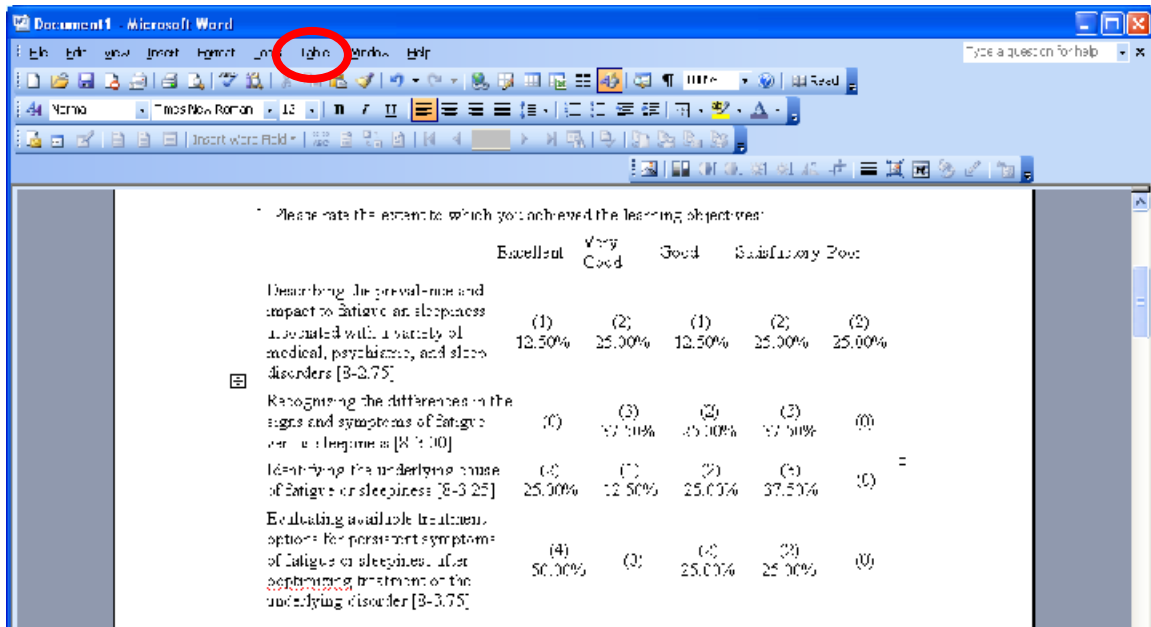 Document1 - Microsoft Word
File Edit View Insert Format Tools Table Window Help
Type a question for help
100% Read
Normal Times New Roman 12 B I U
Insert Word Field
Please rate the extent to which you achieved the learning objectives:
Excellent Very Good Good Satisfactory Poor
Describing the prevalence and
impact to fatigue an sleepiness
associated with a variety of
medical, psychiatric, and sleep
disorders [8-2.75]
(1) (2) (1) (2) (2)
12.50% 25.00% 12.50% 25.00% 25.00%
Recognizing the differences in the
signs and symptoms of fatigue
versus sleepiness [8-3.00]
(0) (3) (2) (3) (0)
37.50% 25.00% 37.50%
Identifying the underlying cause
of fatigue or sleepiness [8-3.25]
(2) (1) (2) (3) (0)
25.00% 12.50% 25.00% 37.50%
Evaluating available treatment
options for persistent symptoms
of fatigue or sleepiness after
poptimizing treatment of the
underlying disorder [8-3.75]
(4) (0) (2) (2) (0)
50.00% 25.00% 25.00%